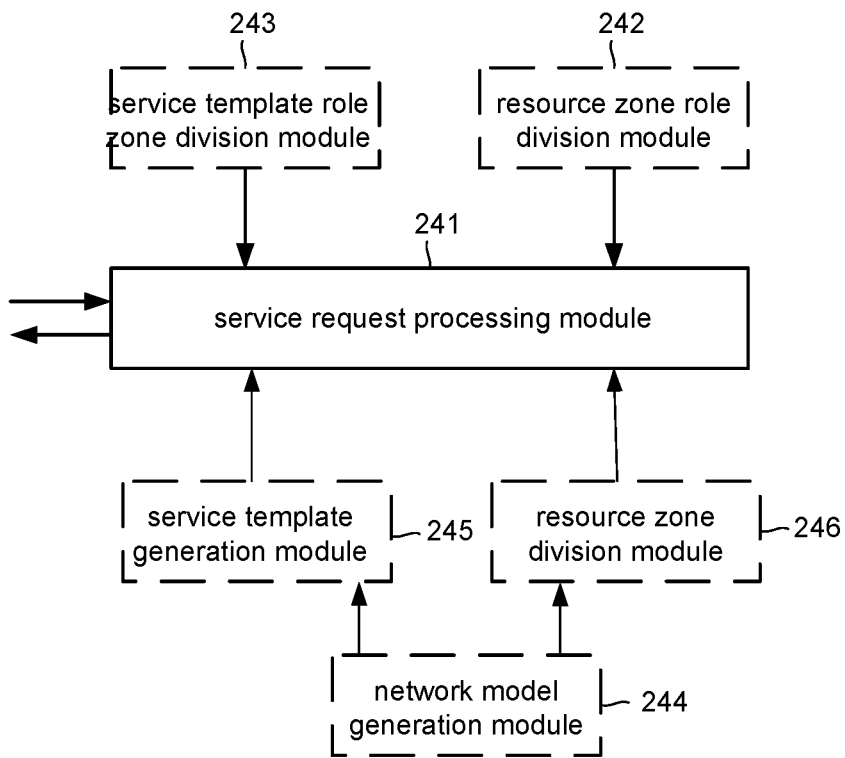 243
242
service template role
zone division module
resource zone role
division module
241
service request processing module
service template
generation module
245
resource zone
division module
246
network model
generation module
244